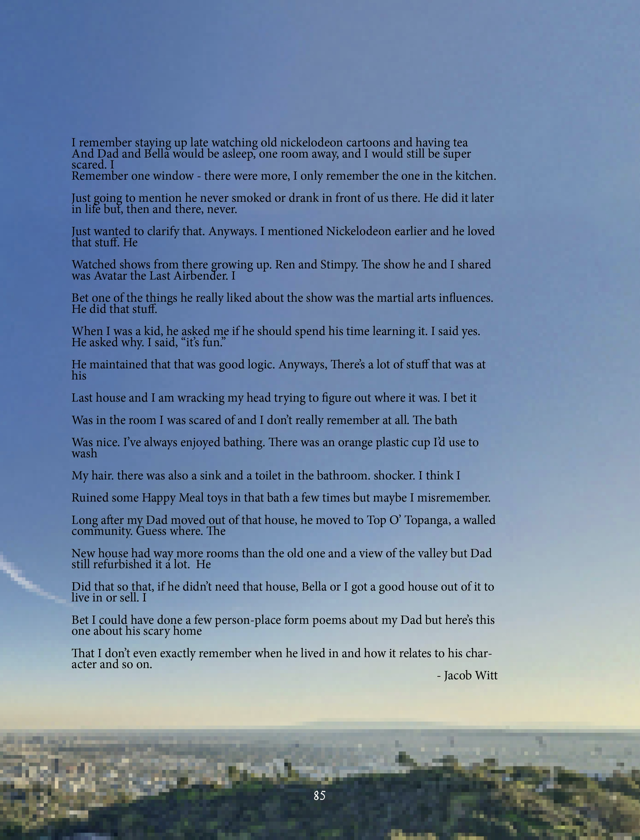 I remember staying up late watching old nickelodeon cartoons and having tea
And Dad and Bella would be asleep, one room away, and I would still be super
scared. I
Remember one window - there were more, I only remember the one in the kitchen.
Just going to mention he never smoked or drank in front of us there. He did it later
in life but, then and there, never.
Just wanted to clarify that. Anyways. I mentioned Nickelodeon earlier and he loved
that stuff. He
Watched shows from there growing up. Ren and Stimpy. The show he and I shared
was Avatar the Last Airbender. I
Bet one of the things he really liked about the show was the martial arts influences.
He did that stuff.
When I was a kid, he asked me if he should spend his time learning it. I said yes.
He asked why. I said, “it’s fun.”
He maintained that that was good logic. Anyways, There’s a lot of stuff that was at
his
Last house and I am wracking my head trying to figure out where it was. I bet it
Was in the room I was scared of and I don’t really remember at all. The bath
Was nice. I’ve always enjoyed bathing. There was an orange plastic cup I’d use to
wash
My hair. there was also a sink and a toilet in the bathroom. shocker. I think I
Ruined some Happy Meal toys in that bath a few times but maybe I misremember.
Long after my Dad moved out of that house, he moved to Top O’ Topanga, a walled
community. Guess where. The
New house had way more rooms than the old one and a view of the valley but Dad
still refurbished it a lot.  He
Did that so that, if he didn’t need that house, Bella or I got a good house out of it to
live in or sell. I
Bet I could have done a few person-place form poems about my Dad but here’s this
one about his scary home
That I don’t even exactly remember when he lived in and how it relates to his char-
acter and so on.
- Jacob Witt
85